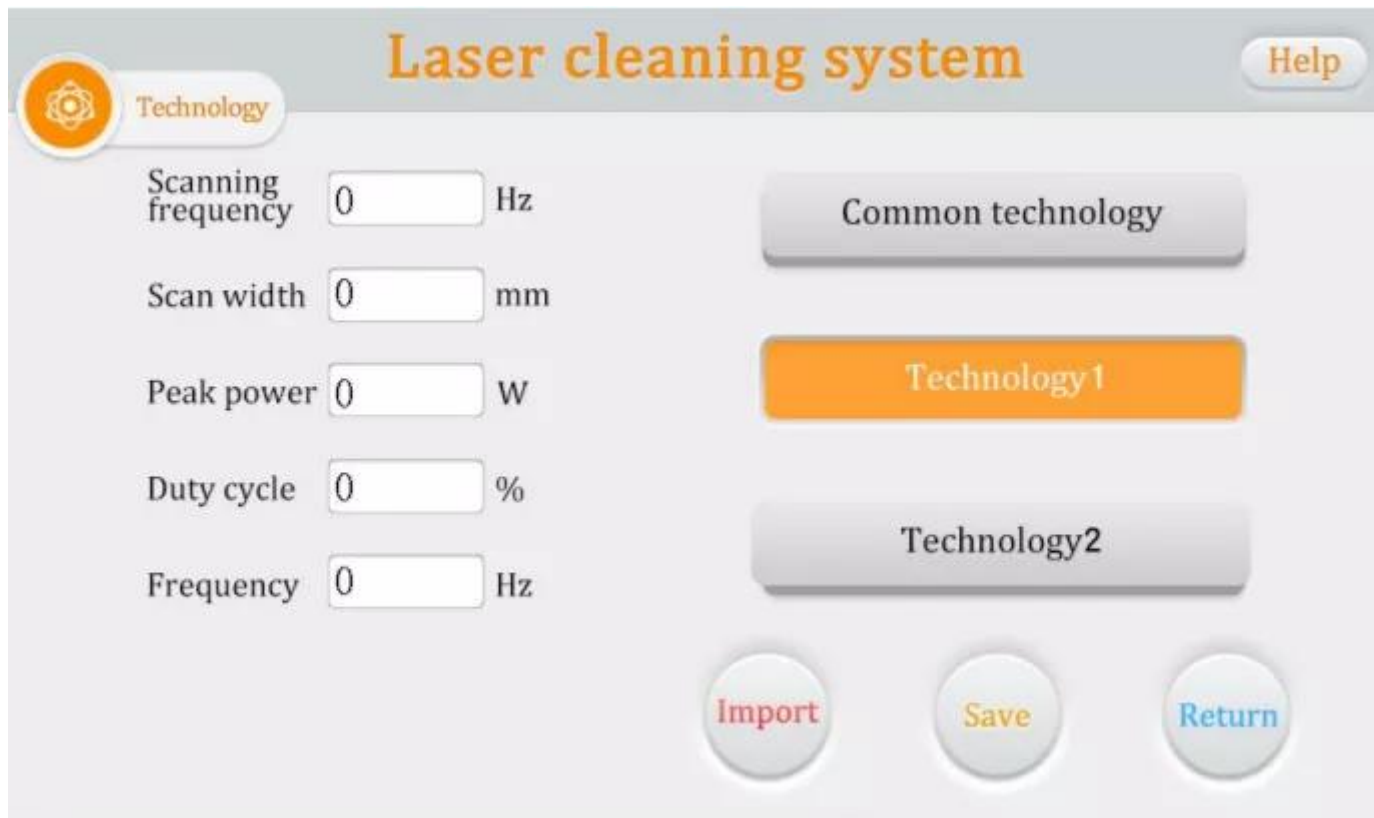 Laser cleaning system
Help
Technology
Scanning
frequency
0 Hz
Scan width 0 mm
Peak power 0 W
Duty cycle 0 %
Frequency 0 Hz
Common technology
Technology1
Technology2
Import
Save
Return